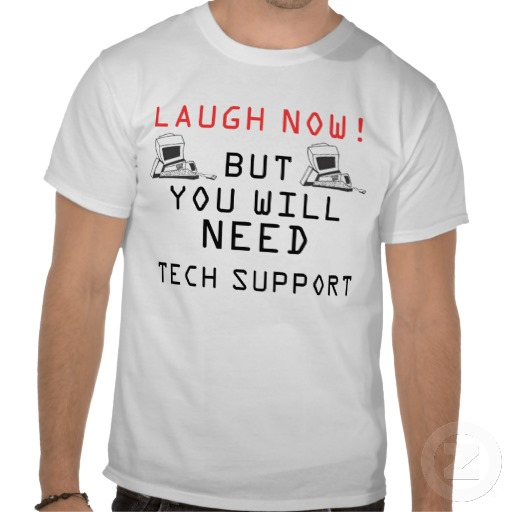 LAUGH NOW!
BUT
YOU WILL
NEED
TECH SUPPORT